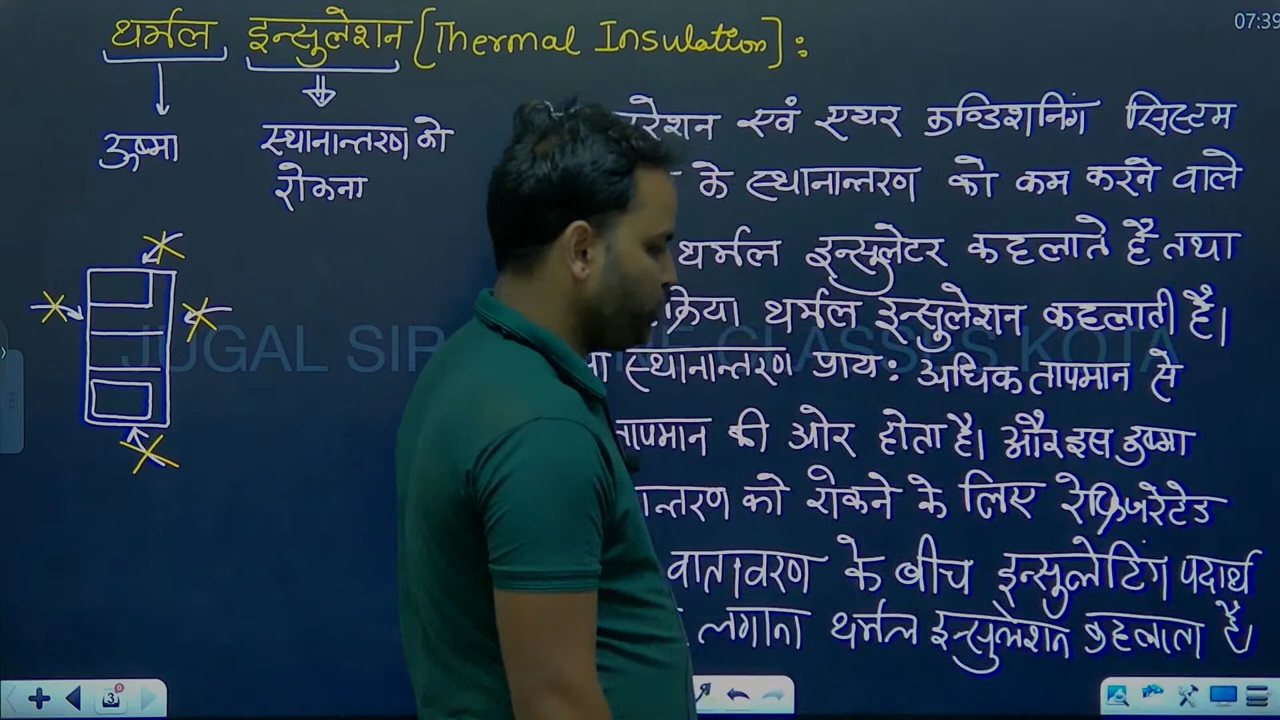 थर्मल इन्सुलेशन (Thermal Insulation):
07:39
ऊष्मा
स्थानान्तरण को
रोकना
एवं एयर कण्डिशनिंग सिस्टम
के स्थानान्तरण को कम करने वाले
थर्मल इन्सुलेटर कहलाते हैं तथा
थर्मल इन्सुलेशन कहलाती है।
स्थानान्तरण प्राय: अधिक तापमान से
तापमान की ओर होता है। और इस ऊष्मा
को रोकने के लिए रेफ्रिजरेटेड
वातावरण के बीच इन्सुलेटिंग पदार्थ
लगाना थर्मल इन्सुलेशन कहलाता है।
JUGAL SIR CLASSES KOTA
3